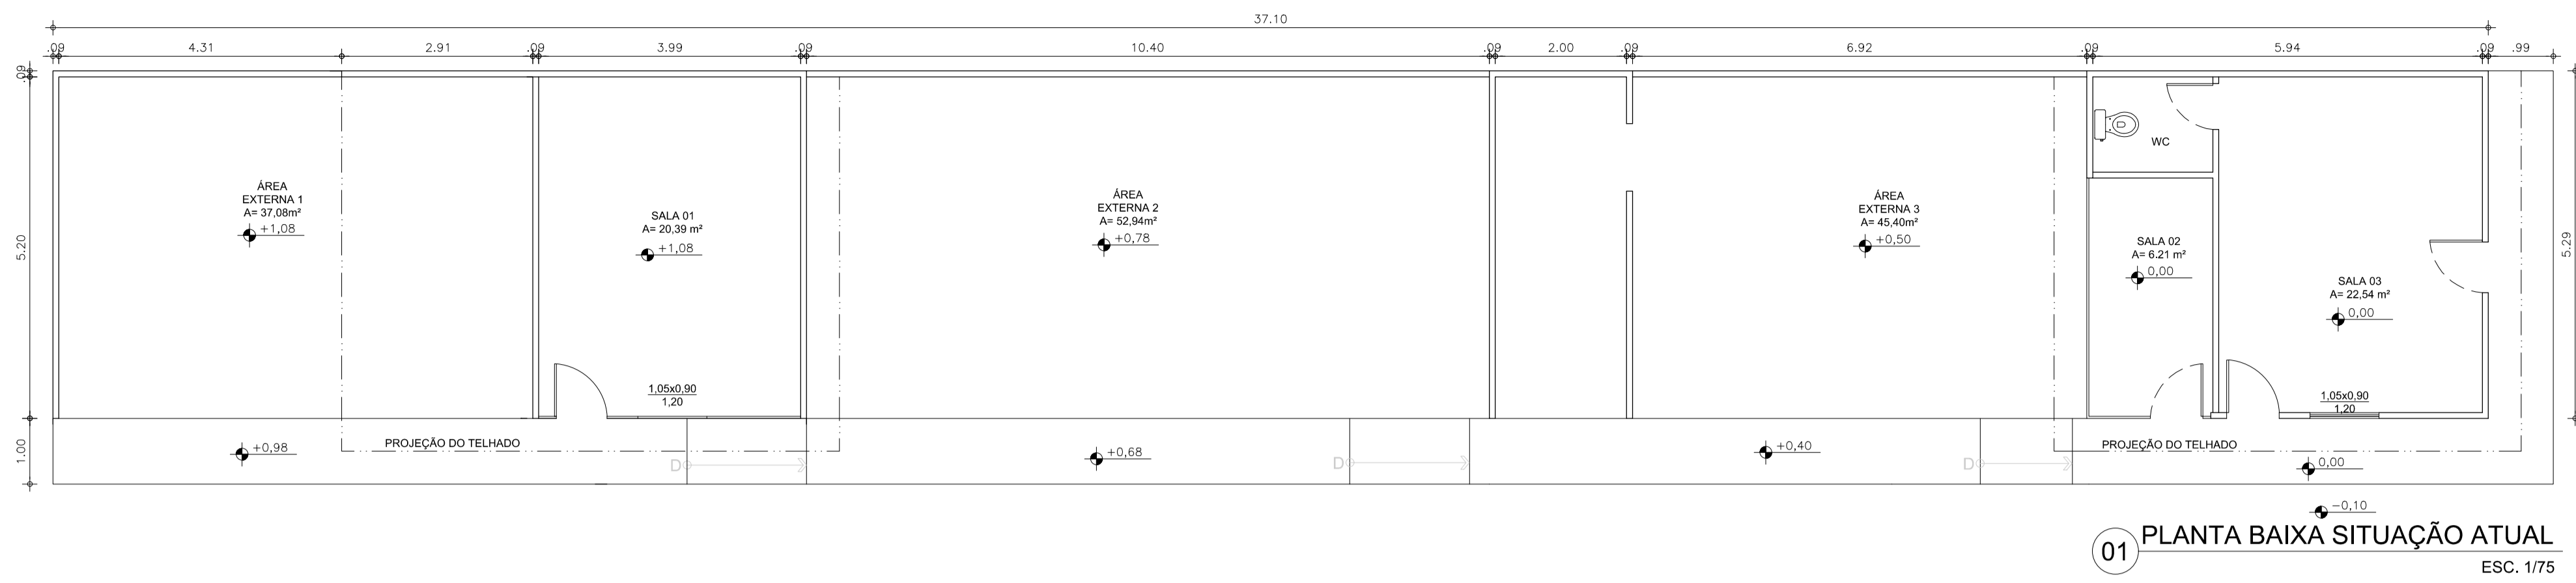 37.10
.09 4.31 2.91 .09 3.99 .09 10.40 .09 2.00 .09 6.92 .09 5.94 .09 .99
.09
5.20
1.00
5.29
ÁREA
EXTERNA 1
A= 37,08m²
+1,08
SALA 01
A= 20,39 m²
+1,08
1,05x0,90
1,20
ÁREA
EXTERNA 2
A= 52,94m²
+0,78
ÁREA
EXTERNA 3
A= 45,40m²
+0,50
WC
SALA 02
A= 6.21 m²
0,00
SALA 03
A= 22,54 m²
0,00
1,05x0,90
1,20
+0,98
PROJEÇÃO DO TELHADO
D
+0,68
D
+0,40
D
PROJEÇÃO DO TELHADO
0,00
-0,10
01 PLANTA BAIXA SITUAÇÃO ATUAL
ESC. 1/75